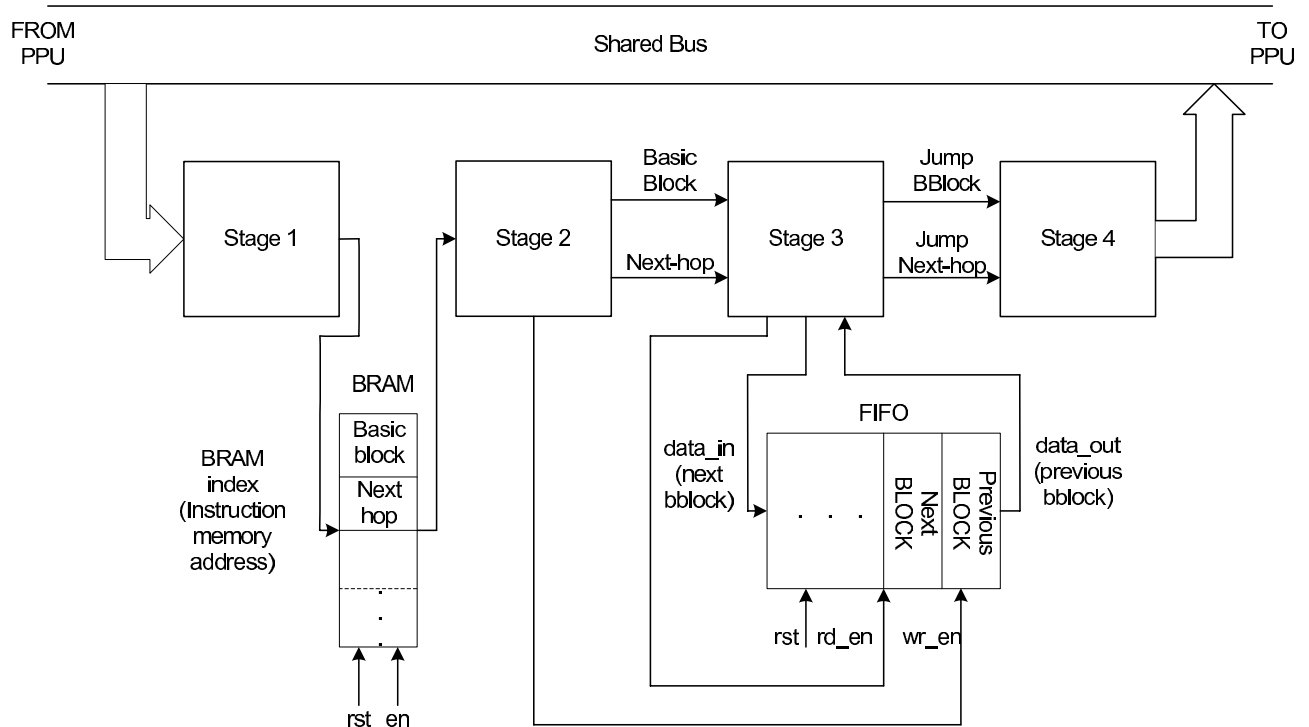 FROM
PPU
Shared Bus
TO
PPU
Stage 1
Stage 2
Basic
Block
Next-hop
Stage 3
Jump
BBlock
Jump
Next-hop
Stage 4
BRAM
Basic
block
Next
hop
BRAM
index
(Instruction
memory
address)
rst en
FIFO
data_in
(next
bblock)
. . .
Next
BLOCK
Previous
BLOCK
data_out
(previous
bblock)
rst rd_en wr_en